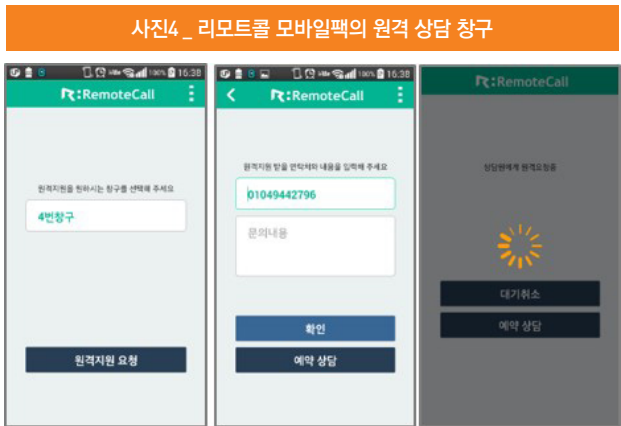 사진4 _ 리모트콜 모바일팩의 원격 상담 창구
100% 16:38
RemoteCall
원격지원을 원하시는 창구를 선택해 주세요
4번창구
원격지원 요청
100% 16:38
RemoteCall
원격지원 받을 연락처와 내용을 입력해 주세요
01049442796
문의내용
확인
예약 상담
RemoteCall
상담원에게 원격요청중
대기취소
예약 상담